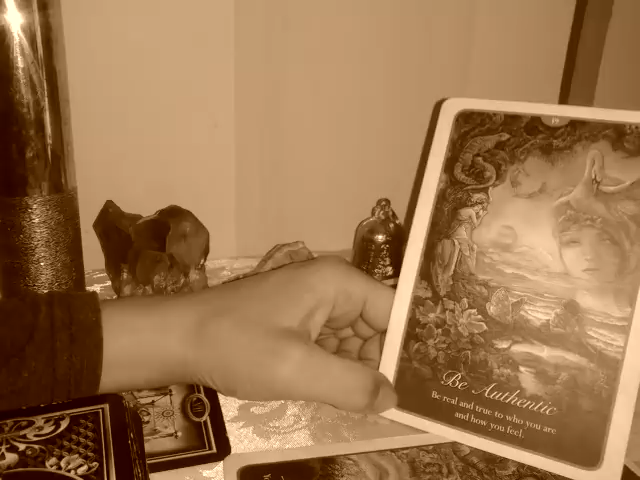 Be Authentic
Be real and true to who you are
and how you feel.